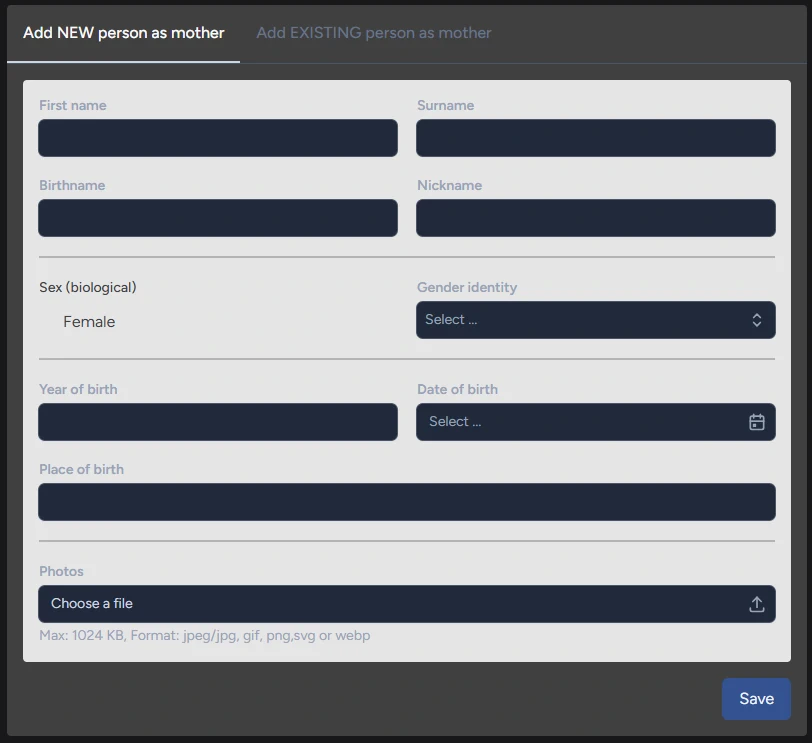 Add NEW person as mother Add EXISTING person as mother
First name Surname
Birthname Nickname
Sex (biological) Gender identity
Female Select ...
Year of birth Date of birth
Select ...
Place of birth
Photos
Choose a file
Max: 1024 KB, Format: jpeg/jpg, gif, png,svg or webp
Save